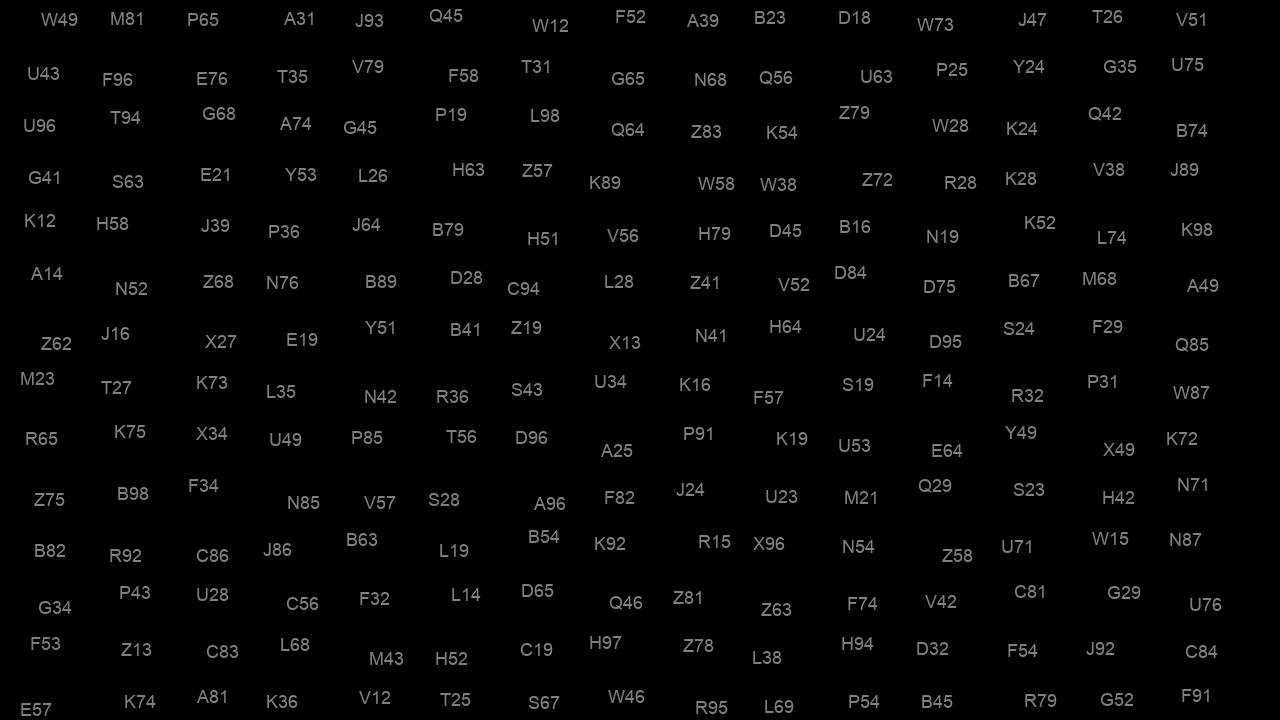 W49 M81 P65 A31 J93 Q45 W12 F52 A39 B23 D18 W73 J47 T26 V51
U43 F96 E76 T35 V79 F58 T31 G65 N68 Q56 U63 P25 Y24 G35 U75
U96 T94 G68 A74 G45 P19 L98 Q64 Z83 K54 Z79 W28 K24 Q42 B74
G41 S63 E21 Y53 L26 H63 Z57 K89 W58 W38 Z72 R28 K28 V38 J89
K12 H58 J39 P36 J64 B79 H51 V56 H79 D45 B16 N19 K52 L74 K98
A14 N52 Z68 N76 B89 D28 C94 L28 Z41 V52 D84 D75 B67 M68 A49
Z62 J16 X27 E19 Y51 B41 Z19 X13 N41 H64 U24 D95 S24 F29 Q85
M23 T27 K73 L35 N42 R36 S43 U34 K16 F57 S19 F14 R32 P31 W87
R65 K75 X34 U49 P85 T56 D96 A25 P91 K19 U53 E64 Y49 X49 K72
Z75 B98 F34 N85 V57 S28 A96 F82 J24 U23 M21 Q29 S23 H42 N71
B82 R92 C86 J86 B63 L19 B54 K92 R15 X96 N54 Z58 U71 W15 N87
G34 P43 U28 C56 F32 L14 D65 Q46 Z81 Z63 F74 V42 C81 G29 U76
F53 Z13 C83 L68 M43 H52 C19 H97 Z78 L38 H94 D32 F54 J92 C84
E57 K74 A81 K36 V12 T25 S67 W46 R95 L69 P54 B45 R79 G52 F91